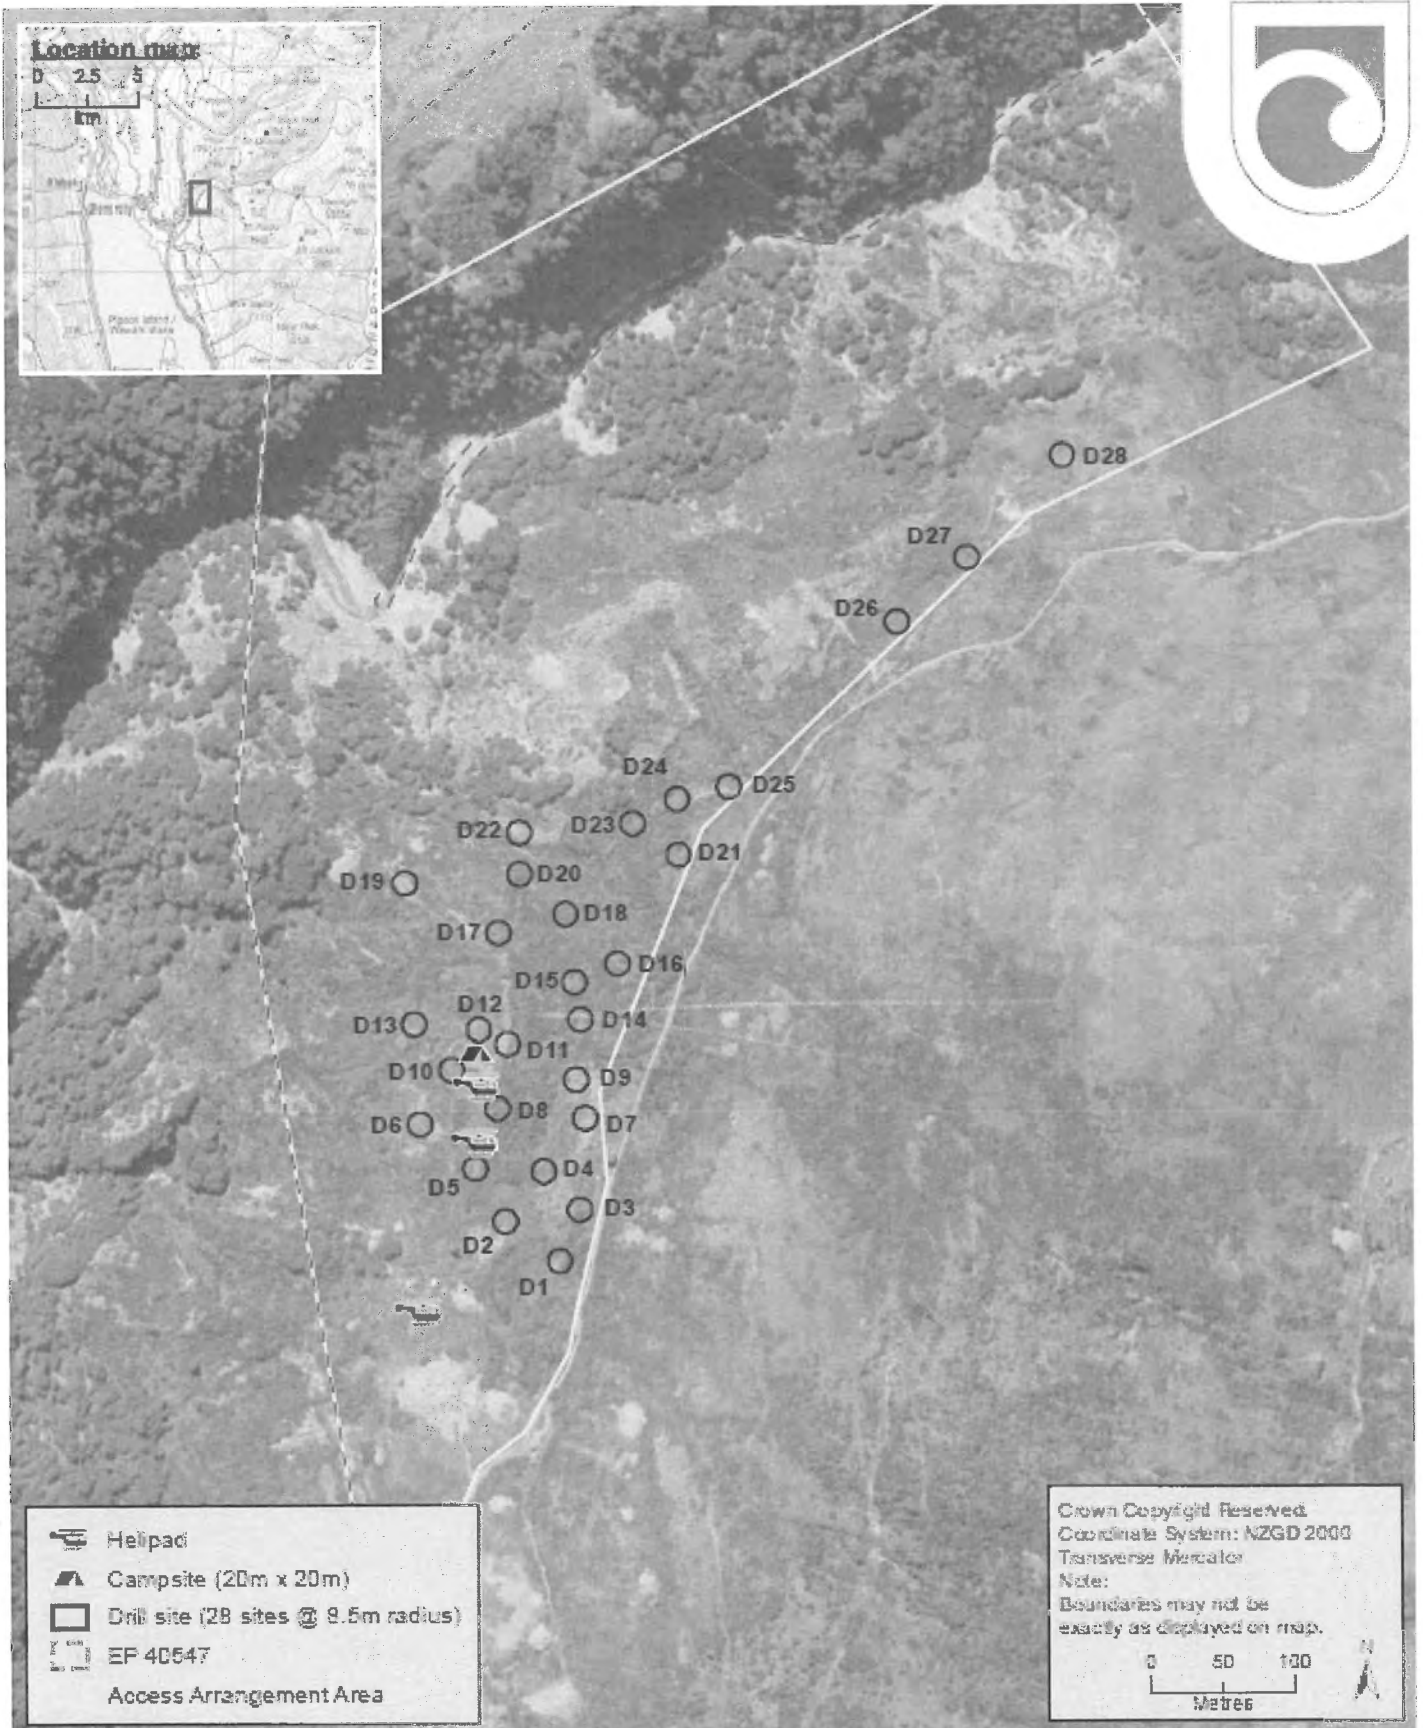 Location map:
0 2.5 5
km
Pigeon Island /
D28
D27
D26
D24
D25
D22
D23
D21
D19
D20
D18
D17
D16
D15
D12
D13
D14
D11
D10
D9
D8
D6
D7
D5
D4
D3
D2
D1
Helipad
Campsite (20m x 20m)
Drill site (28 sites @ 8.5m radius)
EP 40547
Access Arrangement Area
Crown Copyright Reserved.
Coordinate System: NZGD 2000
Transverse Mercator
Note:
Boundaries may not be
exactly as displayed on map.
N
0 50 100
Metres